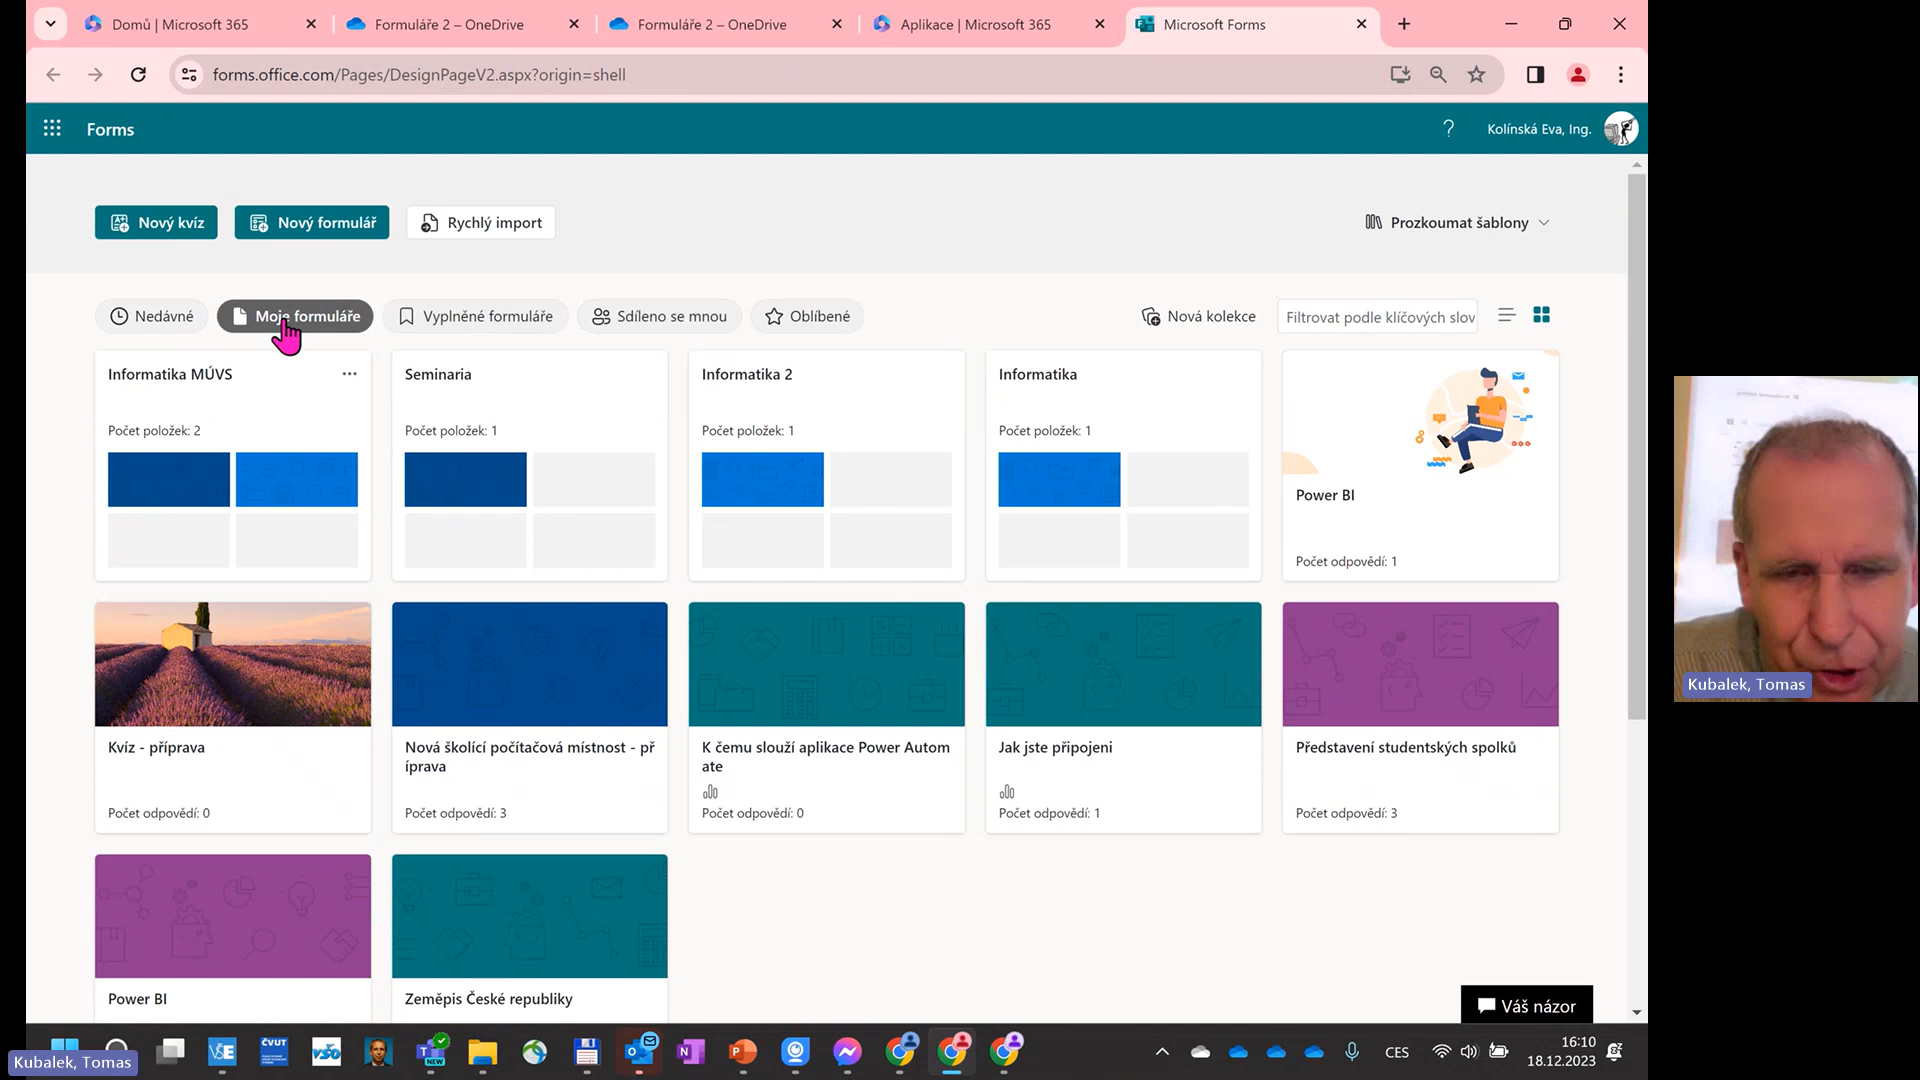 Domů | Microsoft 365
Formuláře 2 – OneDrive
Formuláře 2 – OneDrive
Aplikace | Microsoft 365
Microsoft Forms
forms.office.com/Pages/DesignPageV2.aspx?origin=shell
Forms
Kolínská Eva, Ing.
Nový kvíz
Nový formulář
Rychlý import
Prozkoumat šablony
Nedávné
Moje formuláře
Vyplněné formuláře
Sdíleno se mnou
Oblíbené
Nová kolekce
Filtrovat podle klíčových slov
Informatika MÚVS
Počet položek: 2
Seminaria
Počet položek: 1
Informatika 2
Počet položek: 1
Informatika
Počet položek: 1
Power BI
Počet odpovědí: 1
Kvíz - příprava
Počet odpovědí: 0
Nová školící počítačová místnost - př
íprava
Počet odpovědí: 3
K čemu slouží aplikace Power Autom
ate
Počet odpovědí: 0
Jak jste připojeni
Počet odpovědí: 1
Představení studentských spolků
Počet odpovědí: 3
Power BI
Zeměpis České republiky
Váš názor
Kubalek, Tomas
Kubalek, Tomas
ČVUT
NEW
CES
16:10
18.12.2023